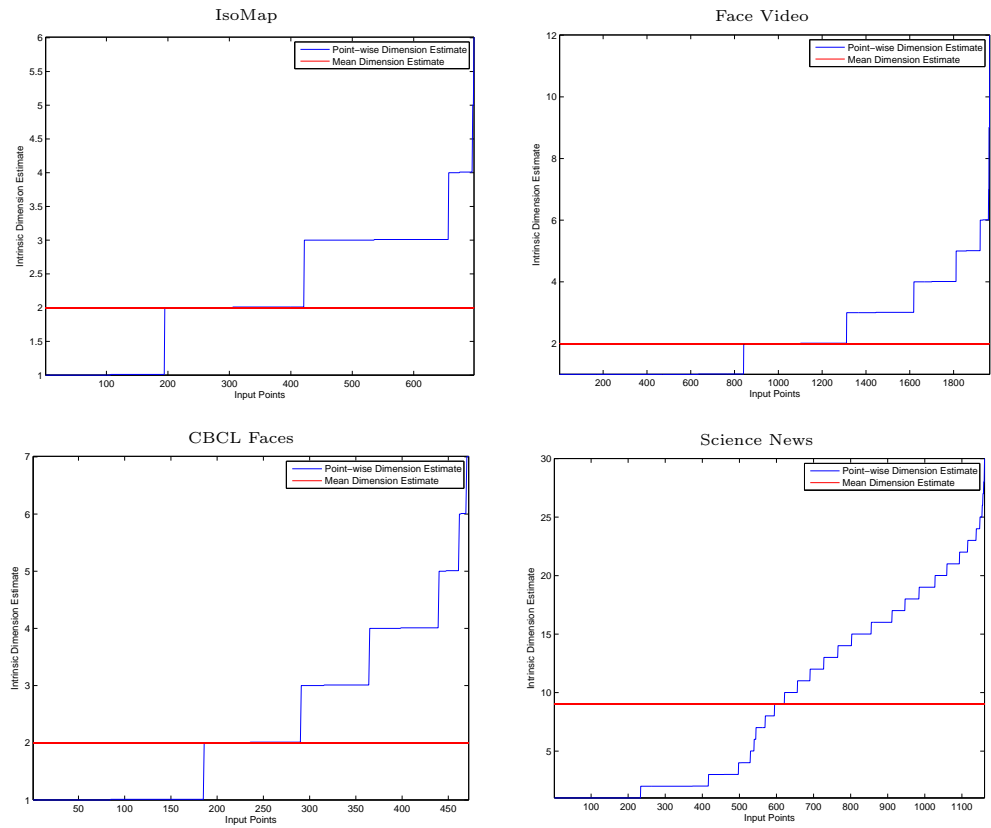 IsoMap
6
5.5
5
4.5
4
3.5
3
2.5
2
1.5
1
Intrinsic Dimension Estimate
Point-wise Dimension Estimate
Mean Dimension Estimate
100 200 300 400 500 600
Input Points
Face Video
12
10
8
6
4
2
Intrinsic Dimension Estimate
Point-wise Dimension Estimate
Mean Dimension Estimate
200 400 600 800 1000 1200 1400 1600 1800
Input Points
CBCL Faces
7
6
5
4
3
2
1
Intrinsic Dimension Estimate
Point-wise Dimension Estimate
Mean Dimension Estimate
50 100 150 200 250 300 350 400 450
Input Points
Science News
30
25
20
15
10
5
Intrinsic Dimension Estimate
Point-wise Dimension Estimate
Mean Dimension Estimate
100 200 300 400 500 600 700 800 900 1000 1100
Input Points